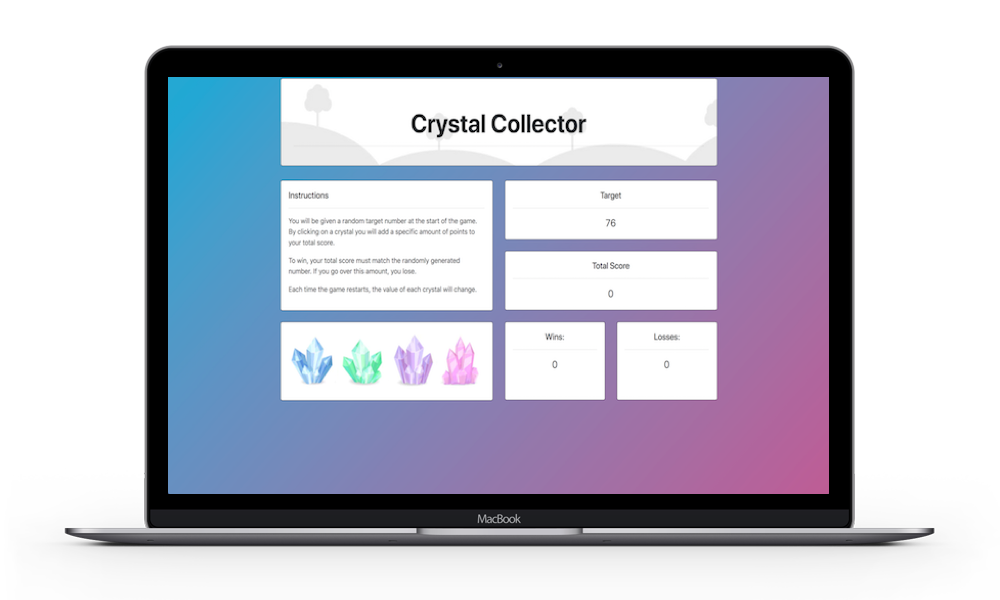 Crystal Collector
Instructions
You will be given a random target number at the start of the game.
By clicking on a crystal you will add a specific amount of points to
your total score.
To win, your total score must match the randomly generated
number. If you go over this amount, you lose.
Each time the game restarts, the value of each crystal will change.
Target
76
Total Score
0
Wins:
0
Losses:
0
MacBook